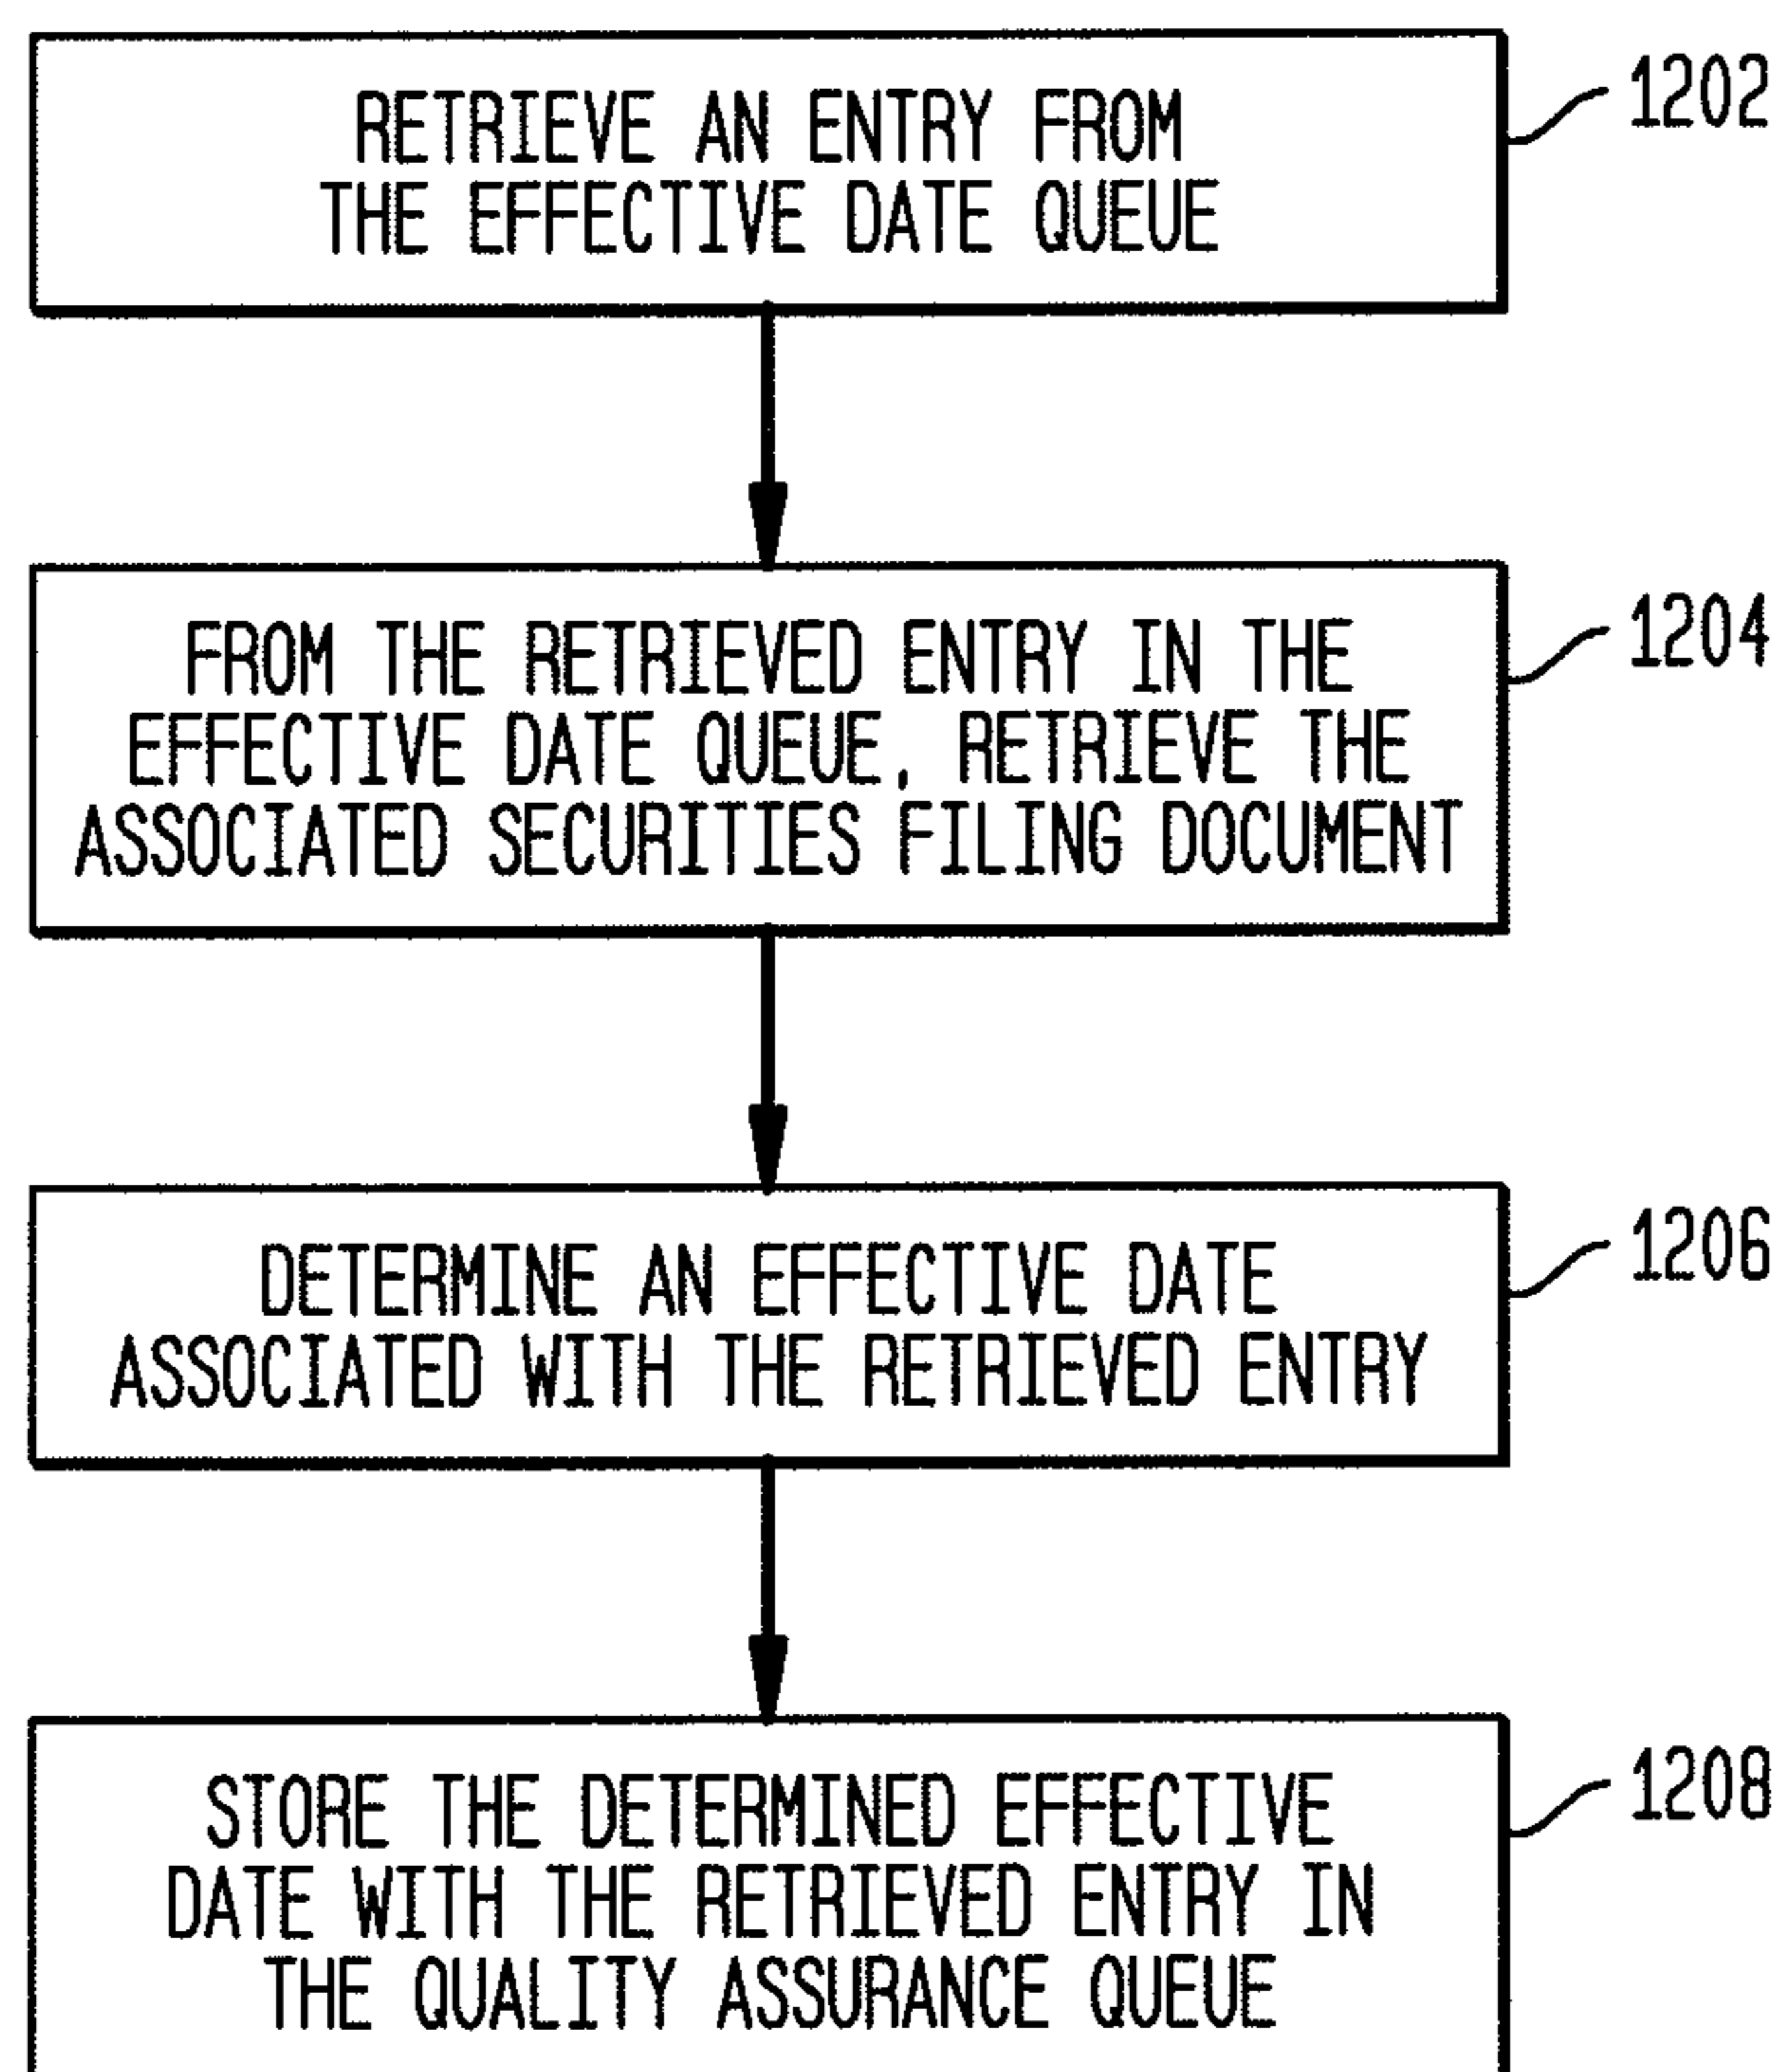 RETRIEVE AN ENTRY FROM
THE EFFECTIVE DATE QUEUE
1202
FROM THE RETRIEVED ENTRY IN THE
EFFECTIVE DATE QUEUE, RETRIEVE THE
ASSOCIATED SECURITIES FILING DOCUMENT
1204
DETERMINE AN EFFECTIVE DATE
ASSOCIATED WITH THE RETRIEVED ENTRY
1206
STORE THE DETERMINED EFFECTIVE
DATE WITH THE RETRIEVED ENTRY IN
THE QUALITY ASSURANCE QUEUE
1208